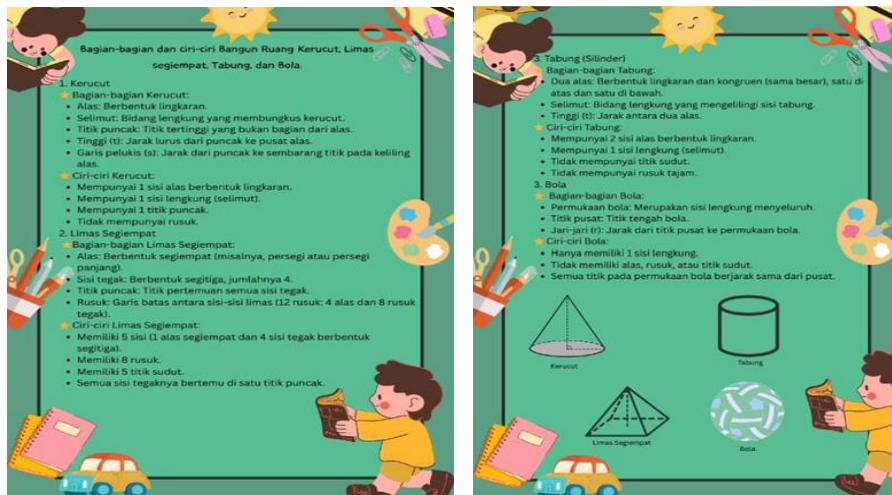 Bagian-bagian dan ciri-ciri Bangun Ruang Kerucut, Limas
segiempat, Tabung, dan Bola.
1. Kerucut
Bagian-bagian Kerucut:
• Alas: Berbentuk lingkaran.
• Selimut: Bidang lengkung yang membungkus kerucut.
• Titik puncak: Titik tertinggi yang bukan bagian dari alas.
• Tinggi (t): Jarak lurus dari puncak ke pusat alas.
• Garis pelukis (s): Jarak dari puncak ke sembarang titik pada keliling
alas.
Ciri-ciri Kerucut:
• Mempunyai 1 sisi alas berbentuk lingkaran.
• Mempunyai 1 sisi lengkung (selimut).
• Mempunyai 1 titik puncak.
• Tidak mempunyai rusuk.
2. Limas Segiempat
Bagian-bagian Limas Segiempat:
• Alas: Berbentuk segiempat (misalnya, persegi atau persegi
panjang).
• Sisi tegak: Berbentuk segitiga, jumlahnya 4.
• Titik puncak: Titik pertemuan semua sisi tegak.
• Rusuk: Garis batas antara sisi-sisi limas (12 rusuk: 4 alas dan 8 rusuk
tegak).
Ciri-ciri Limas Segiempat:
• Memiliki 5 sisi (1 alas segiempat dan 4 sisi tegak berbentuk
segitiga).
• Memiliki 8 rusuk.
• Memiliki 5 titik sudut.
• Semua sisi tegaknya bertemu di satu titik puncak.
3. Tabung (Silinder)
Bagian-bagian Tabung:
• Dua alas: Berbentuk lingkaran dan kongruen (sama besar), satu di
atas dan satu di bawah.
• Selimut: Bidang lengkung yang mengelilingi sisi tabung.
• Tinggi (t): Jarak antara dua alas.
Ciri-ciri Tabung:
• Mempunyai 2 sisi alas berbentuk lingkaran.
• Mempunyai 1 sisi lengkung (selimut).
• Tidak mempunyai titik sudut.
• Tidak mempunyai rusuk tajam.
3. Bola
Bagian-bagian Bola:
• Permukaan bola: Merupakan sisi lengkung menyeluruh.
• Titik pusat: Titik tengah bola.
• Jari-jari (r): Jarak dari titik pusat ke permukaan bola.
Ciri-ciri Bola:
• Hanya memiliki 1 sisi lengkung.
• Tidak memiliki alas, rusuk, atau titik sudut.
• Semua titik pada permukaan bola berjarak sama dari pusat.
Kerucut
Tabung
Limas Segiempat
Bola